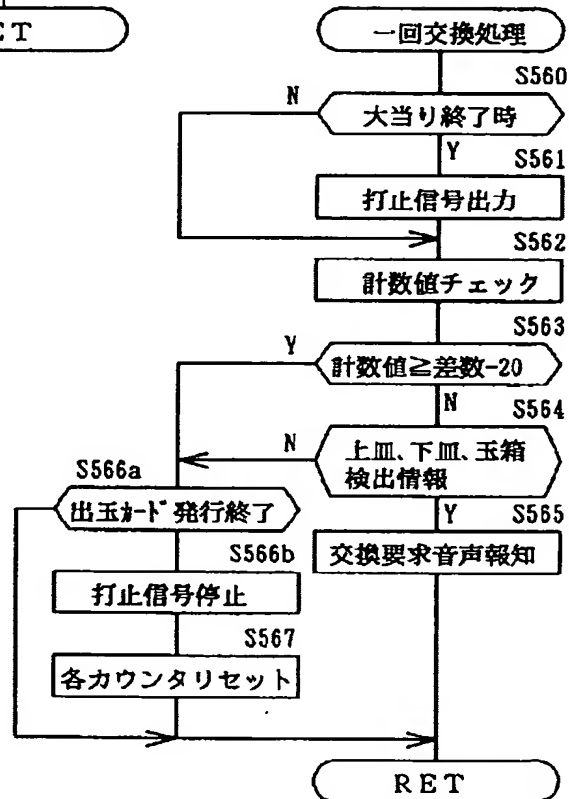 ET
一回交換処理
S560
N
大当り終了時
Y
S561
打止信号出力
S562
計数値チェック
S563
Y
計数値≧差数-20
N
S564
N
上皿、下皿、玉箱
検出情報
S566a
出玉カード発行終了
Y
S565
交換要求音声報知
S566b
打止信号停止
S567
各カウンタリセット
RET